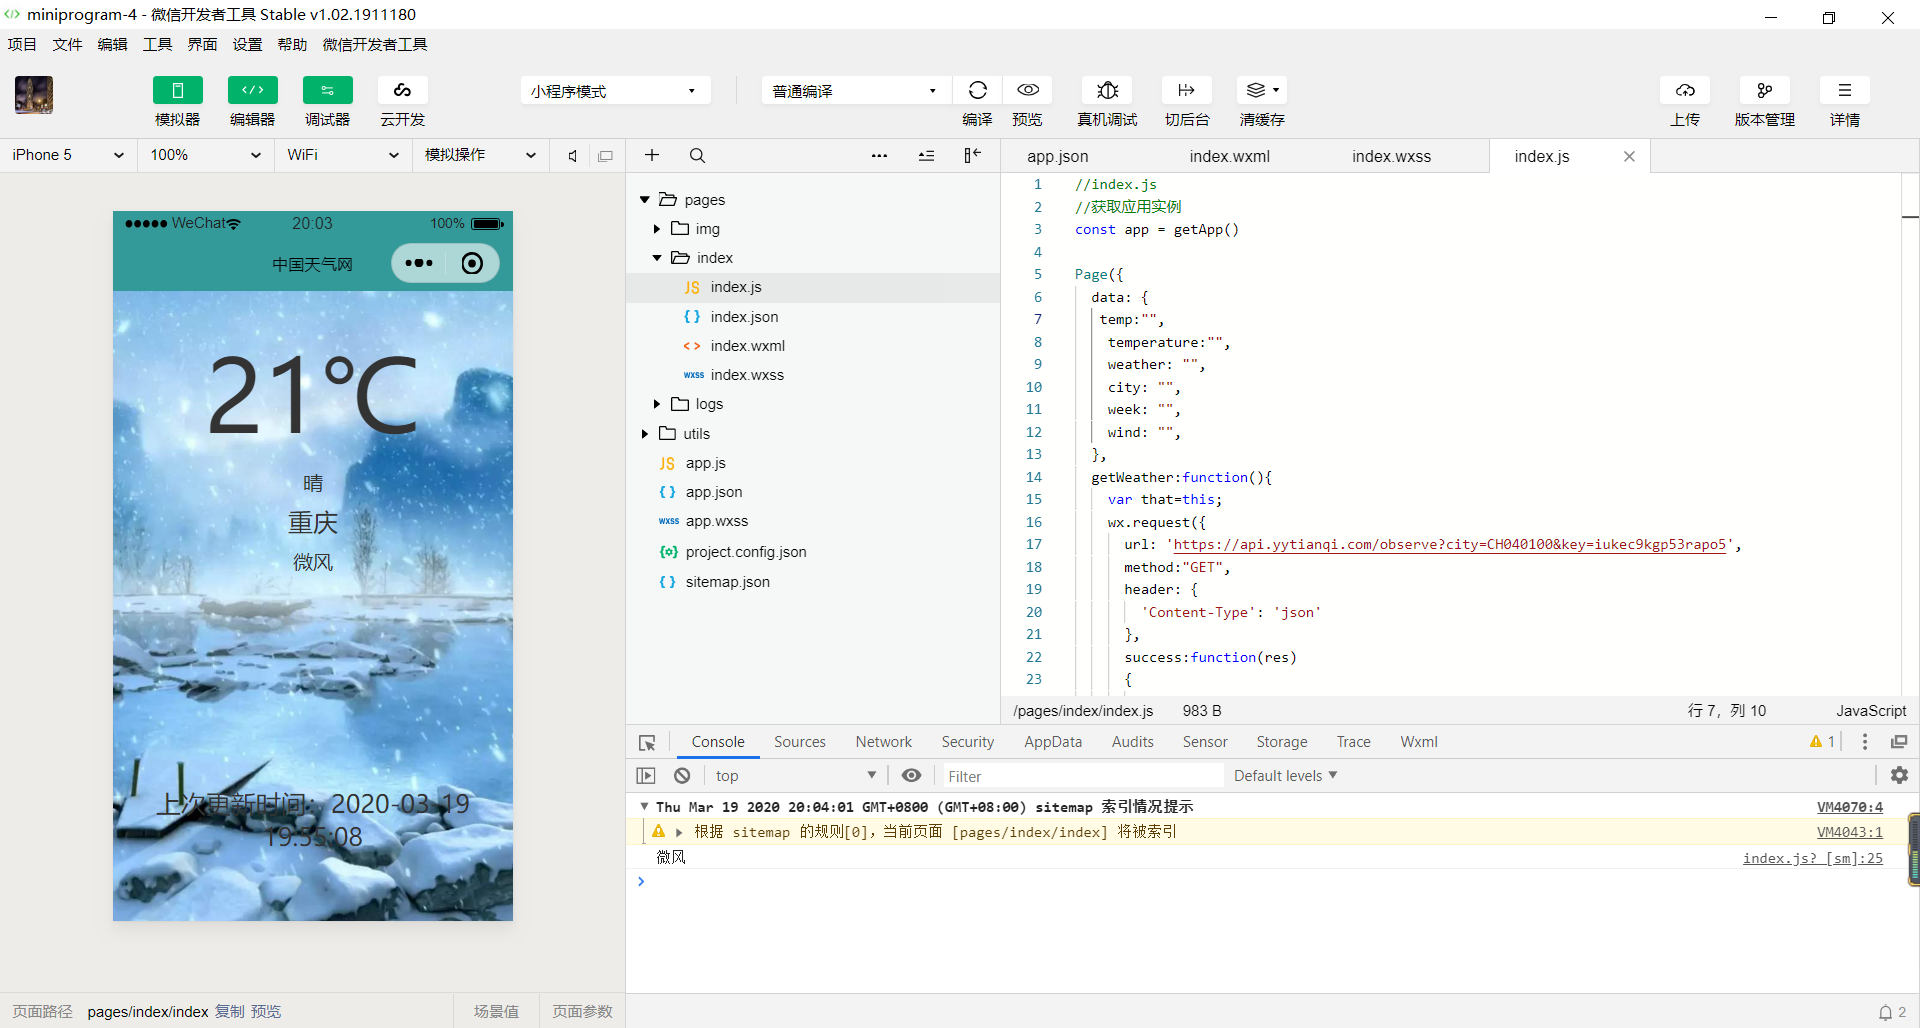 miniprogram-4 - 微信开发者工具 Stable v1.02.1911180
项目 文件 编辑 工具 界面 设置 帮助 微信开发者工具
小程序模式 普通编译
模拟器 编辑器 调试器 云开发 编译 预览 真机调试 切后台 清缓存 上传 版本管理 详情
iPhone 5 100% WiFi 模拟操作
WeChat 20:03 100%
中国天气网
21℃
晴
重庆
微风
上次更新时间：2020-03-19
19:55:08
页面路径 pages/index/index 复制 预览 场景值 页面参数
pages
img
index
JS index.js
{ } index.json
< > index.wxml
wxss index.wxss
logs
utils
JS app.js
{ } app.json
wxss app.wxss
project.config.json
{ } sitemap.json
app.json index.wxml index.wxss index.js
1 //index.js
2 //获取应用实例
3 const app = getApp()
4
5 Page({
6 data: {
7 temp:"",
8 temperature:"",
9 weather: "",
10 city: "",
11 week: "",
12 wind: "",
13 },
14 getWeather:function(){
15 var that=this;
16 wx.request({
17 url: 'https://api.yytianqi.com/observe?city=CH040100&key=iukec9kgp53rapo5',
18 method:"GET",
19 header: {
20 'Content-Type': 'json'
21 },
22 success:function(res)
23 {
/pages/index/index.js 983 B 行 7，列 10 JavaScript
Console Sources Network Security AppData Audits Sensor Storage Trace Wxml 1
top Filter Default levels
Thu Mar 19 2020 20:04:01 GMT+0800 (GMT+08:00) sitemap 索引情况提示 VM4070:4
根据 sitemap 的规则[0]，当前页面 [pages/index/index] 将被索引 VM4043:1
微风 index.js? [sm]:25
2